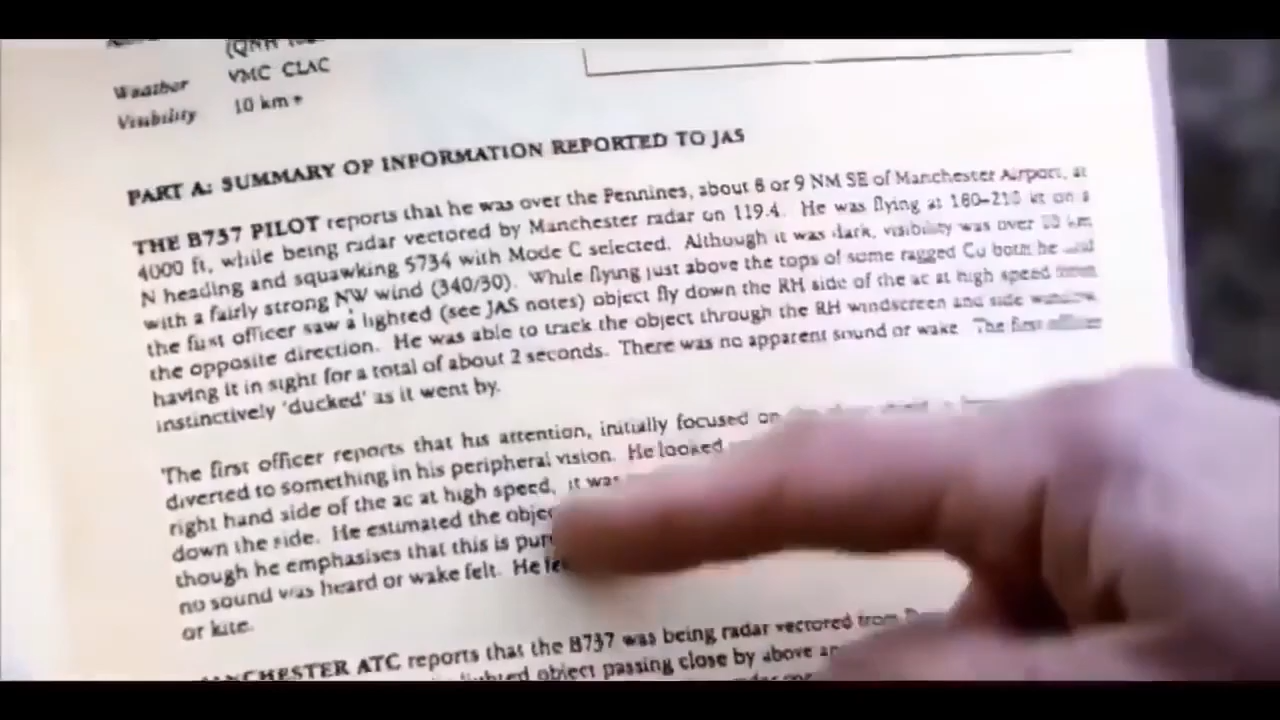 (QNH
Weather VMC CLAC
Visibility 10 km+
PART A: SUMMARY OF INFORMATION REPORTED TO JAS
THE B737 PILOT reports that he was over the Pennines, about 8 or 9 NM SE of Manchester Airport, at
4000 ft, while being radar vectored by Manchester radar on 119.4. He was flying at 180-210 kt on a
N heading and squawking 5734 with Mode C selected. Although it was dark, visibility was over 10 km
with a fairly strong NW wind (340/30). While flying just above the tops of some ragged Cu both he and
the first officer saw a lighted (see JAS notes) object fly down the RH side of the ac at high speed from
the opposite direction. He was able to track the object through the RH windscreen and side window,
having it in sight for a total of about 2 seconds. There was no apparent sound or wake. The first officer
instinctively 'ducked' as it went by.
The first officer reports that his attention, initially focused on
diverted to something in his peripheral vision. He looked
right hand side of the ac at high speed, it was
down the side. He estimated the
though he emphasises that this is
no sound was heard or wake felt. He
or kite.
ATC reports that the B737 was being radar vectored from
lighted object passing close by above